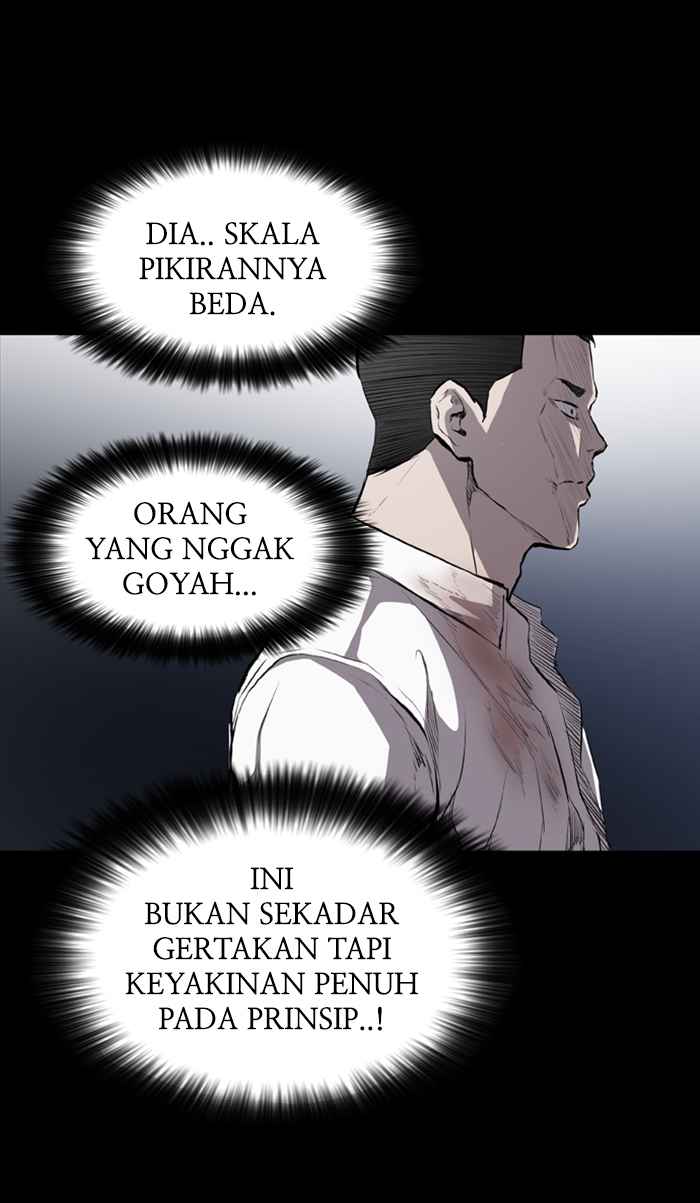 DIA.. SKALA
PIKIRANNYA
BEDA.
ORANG
YANG NGGAK
GOYAH...
INI
BUKAN SEKADAR
GERTAKAN TAPI
KEYAKINAN PENUH
PADA PRINSIP..!